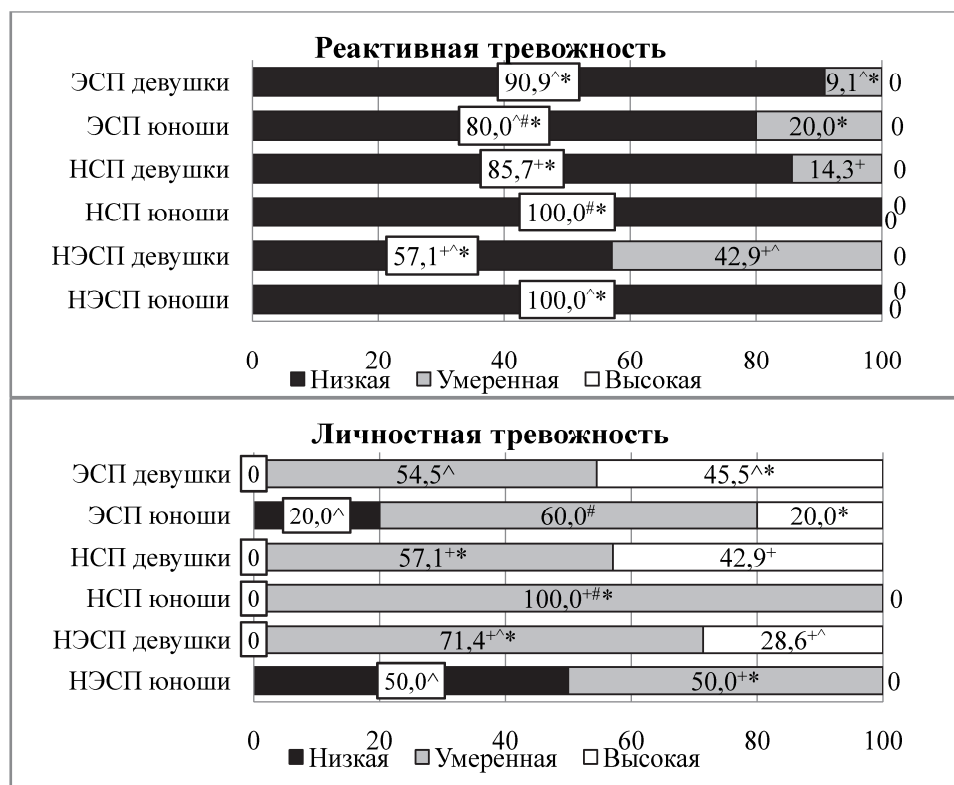 Реактивная тревожность
ЭСП девушки 90,9^* 9,1^* 0
ЭСП юноши 80,0^#* 20,0* 0
НСП девушки 85,7+* 14,3+ 0
НСП юноши 100,0#* 0 0
НЭСП девушки 57,1+^* 42,9+^ 0
НЭСП юноши 100,0^* 0 0
0 20 40 60 80 100
Низкая Умеренная Высокая
Личностная тревожность
ЭСП девушки 0 54,5^ 45,5^*
ЭСП юноши 20,0^ 60,0# 20,0*
НСП девушки 0 57,1+* 42,9+
НСП юноши 0 100,0+#* 0
НЭСП девушки 0 71,4+^* 28,6+^
НЭСП юноши 50,0^ 50,0+* 0
0 20 40 60 80 100
Низкая Умеренная Высокая